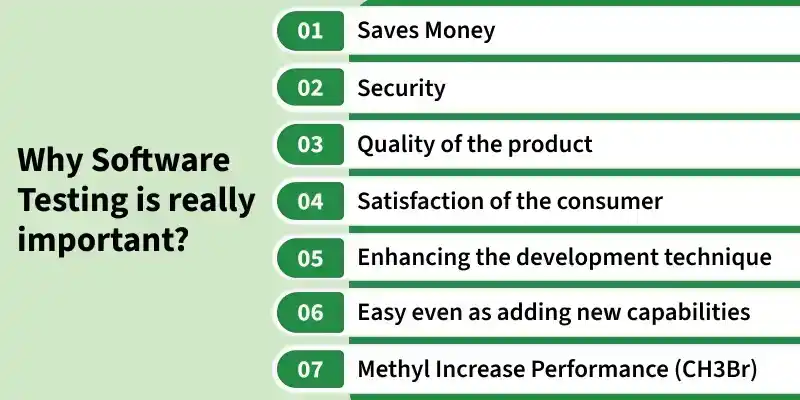 Why Software
Testing is really
important?
01 Saves Money
02 Security
03 Quality of the product
04 Satisfaction of the consumer
05 Enhancing the development technique
06 Easy even as adding new capabilities
07 Methyl Increase Performance (CH3Br)